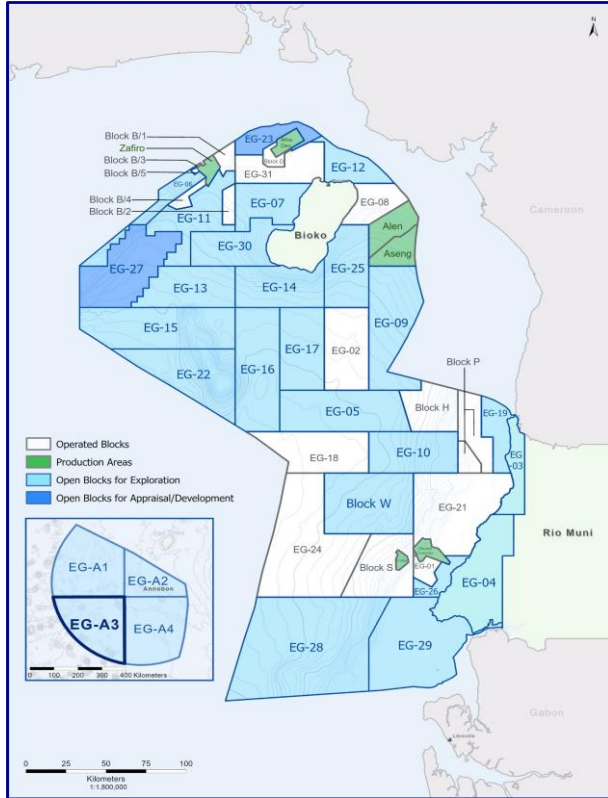 N
Block B/1
Zafiro
Block B/3
Block B/5
Block B/4
Block B/2
EG-23
Block D
EG-31
EG-12
EG-06
EG-11
EG-07
EG-08
Bioko
Cameroon
EG-30
Alen
Aseng
EG-27
EG-25
EG-13
EG-14
EG-15
EG-09
EG-17
EG-02
EG-22
EG-16
Block P
EG-05
Block H
EG-19
EG-03
EG-18
EG-10
Operated Blocks
Production Areas
Open Blocks for Exploration
Open Blocks for Appraisal/Development
Block W
EG-21
Rio Muni
EG-24
Block S
EG-01
EG-26
EG-04
EG-A1
EG-A2
Annobon
EG-A3
EG-A4
0 100 200 300 400 Kilometers
EG-28
EG-29
Gabon
Libreville
0 25 50 75 100
Kilometers
1:1,800,000